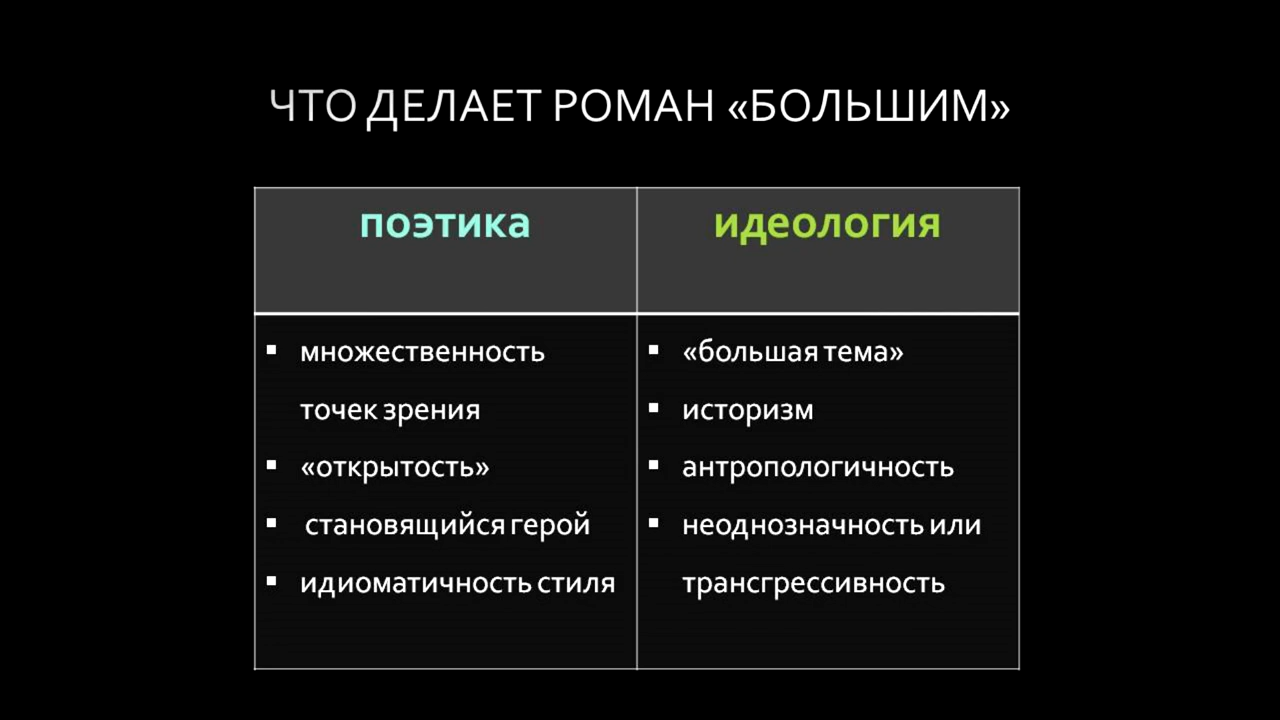 ЧТО ДЕЛАЕТ РОМАН «БОЛЬШИМ»
поэтика
идеология
▪ множественность
точек зрения
▪ «открытость»
▪ становящийся герой
▪ идиоматичность стиля
▪ «большая тема»
▪ историзм
▪ антропологичность
▪ неоднозначность или
трансгрессивность